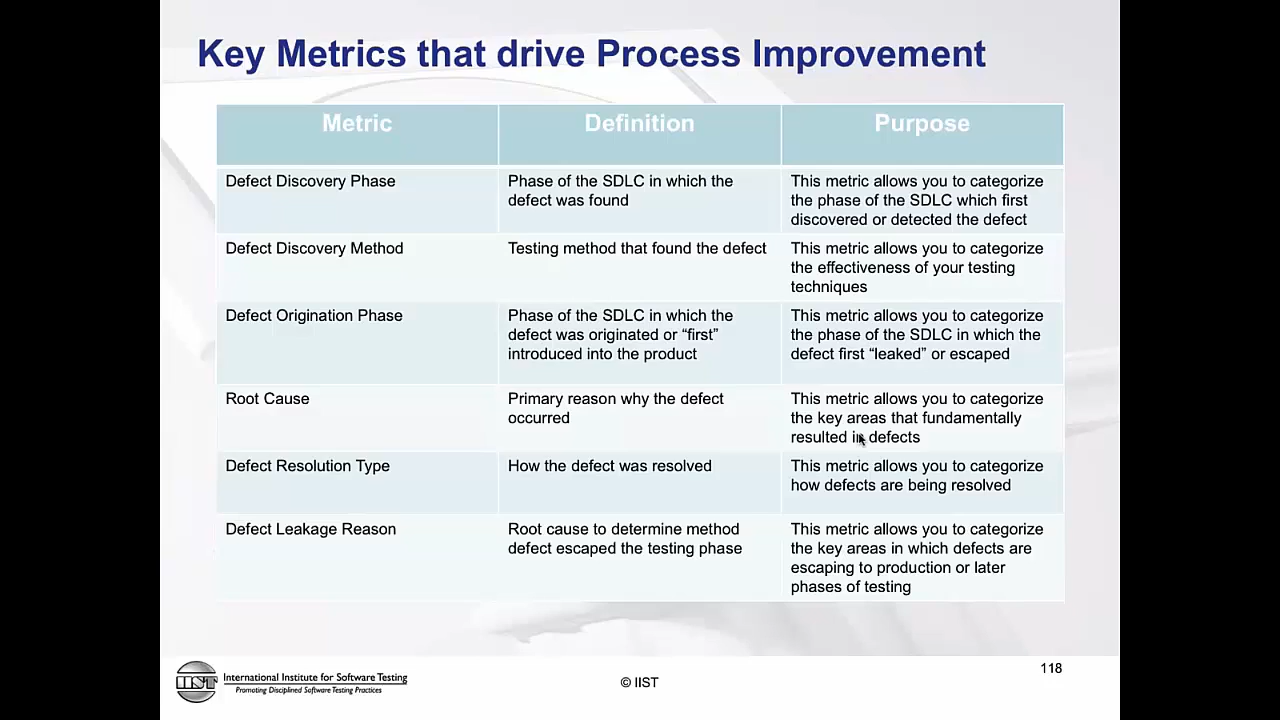 Key Metrics that drive Process Improvement
Metric
Definition
Purpose
Defect Discovery Phase
Phase of the SDLC in which the
defect was found
This metric allows you to categorize
the phase of the SDLC which first
discovered or detected the defect
Defect Discovery Method
Testing method that found the defect
This metric allows you to categorize
the effectiveness of your testing
techniques
Defect Origination Phase
Phase of the SDLC in which the
defect was originated or “first”
introduced into the product
This metric allows you to categorize
the phase of the SDLC in which the
defect first “leaked” or escaped
Root Cause
Primary reason why the defect
occurred
This metric allows you to categorize
the key areas that fundamentally
resulted in defects
Defect Resolution Type
How the defect was resolved
This metric allows you to categorize
how defects are being resolved
Defect Leakage Reason
Root cause to determine method
defect escaped the testing phase
This metric allows you to categorize
the key areas in which defects are
escaping to production or later
phases of testing
IIST
International Institute for Software Testing
Promoting Disciplined Software Testing Practices
© IIST
118